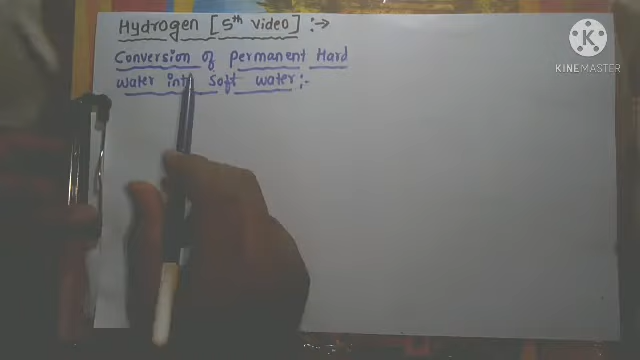 Hydrogen [5th video] :→
Conversion of permanent Hard
water into soft water:-
KINEMASTER